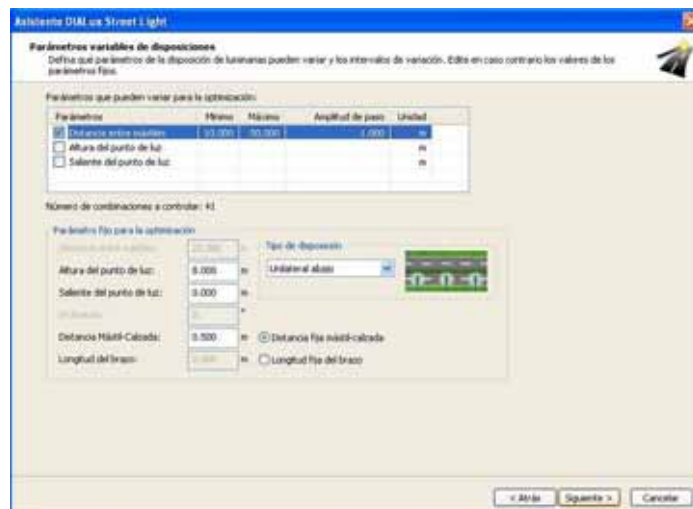 Asistente DIALux Street Light
Parámetros variables de disposiciones
Defina qué parámetros de la disposición de luminarias pueden variar y los intervalos de variación. Edite en caso contrario los valores de los
parámetros fijos.
Parámetros que pueden variar para la optimización:
Parámetros Mínimo Máximo Amplitud de paso Unidad
Distancia entre mástiles 10.000 50.000 1.000 m
Altura del punto de luz m
Saliente del punto de luz m
Número de combinaciones a controlar: 41
Parámetro fijo para la optimización
Distancia entre mástiles: m
Tipo de disposición
Altura del punto de luz: 8.000 m
Unilateral abajo
Saliente del punto de luz: 0.000 m
Distancia Mástil-Calzada: 0.500 m Distancia fija mástil-calzada
Longitud del brazo: m Longitud fija del brazo
< Atrás Siguiente > Cancelar